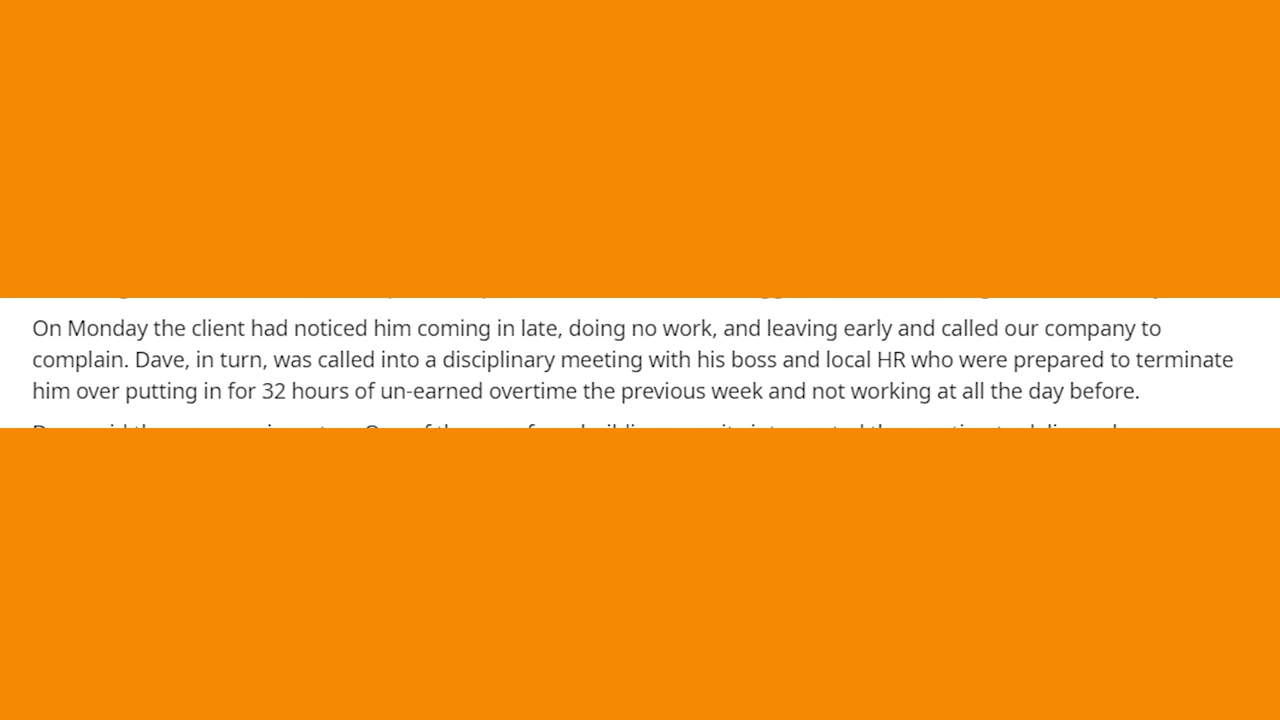 On Monday the client had noticed him coming in late, doing no work, and leaving early and called our company to
complain. Dave, in turn, was called into a disciplinary meeting with his boss and local HR who were prepared to terminate
him over putting in for 32 hours of un-earned overtime the previous week and not working at all the day before.